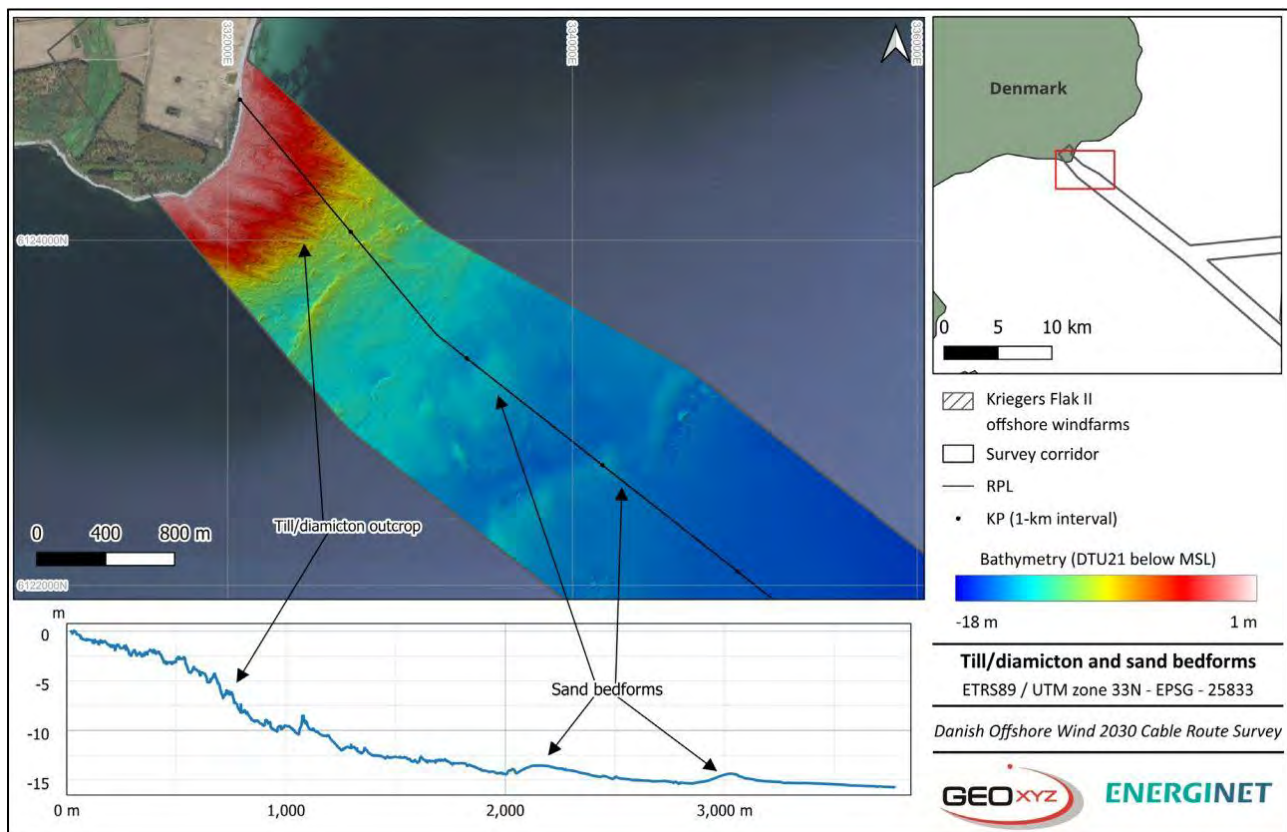 332000E
334000E
336000E
6124000N
6122000N
Till/diamicton outcrop
0 400 800 m
Sand bedforms
m
0
-5
-10
-15
0 m 1,000 2,000 m 3,000 m
Denmark
0 5 10 km
Kriegers Flak II
offshore windfarms
Survey corridor
RPL
KP (1-km interval)
Bathymetry (DTU21 below MSL)
-18 m 1 m
Till/diamicton and sand bedforms
ETRS89 / UTM zone 33N - EPSG - 25833
Danish Offshore Wind 2030 Cable Route Survey
GEOXYZ
ENERGINET